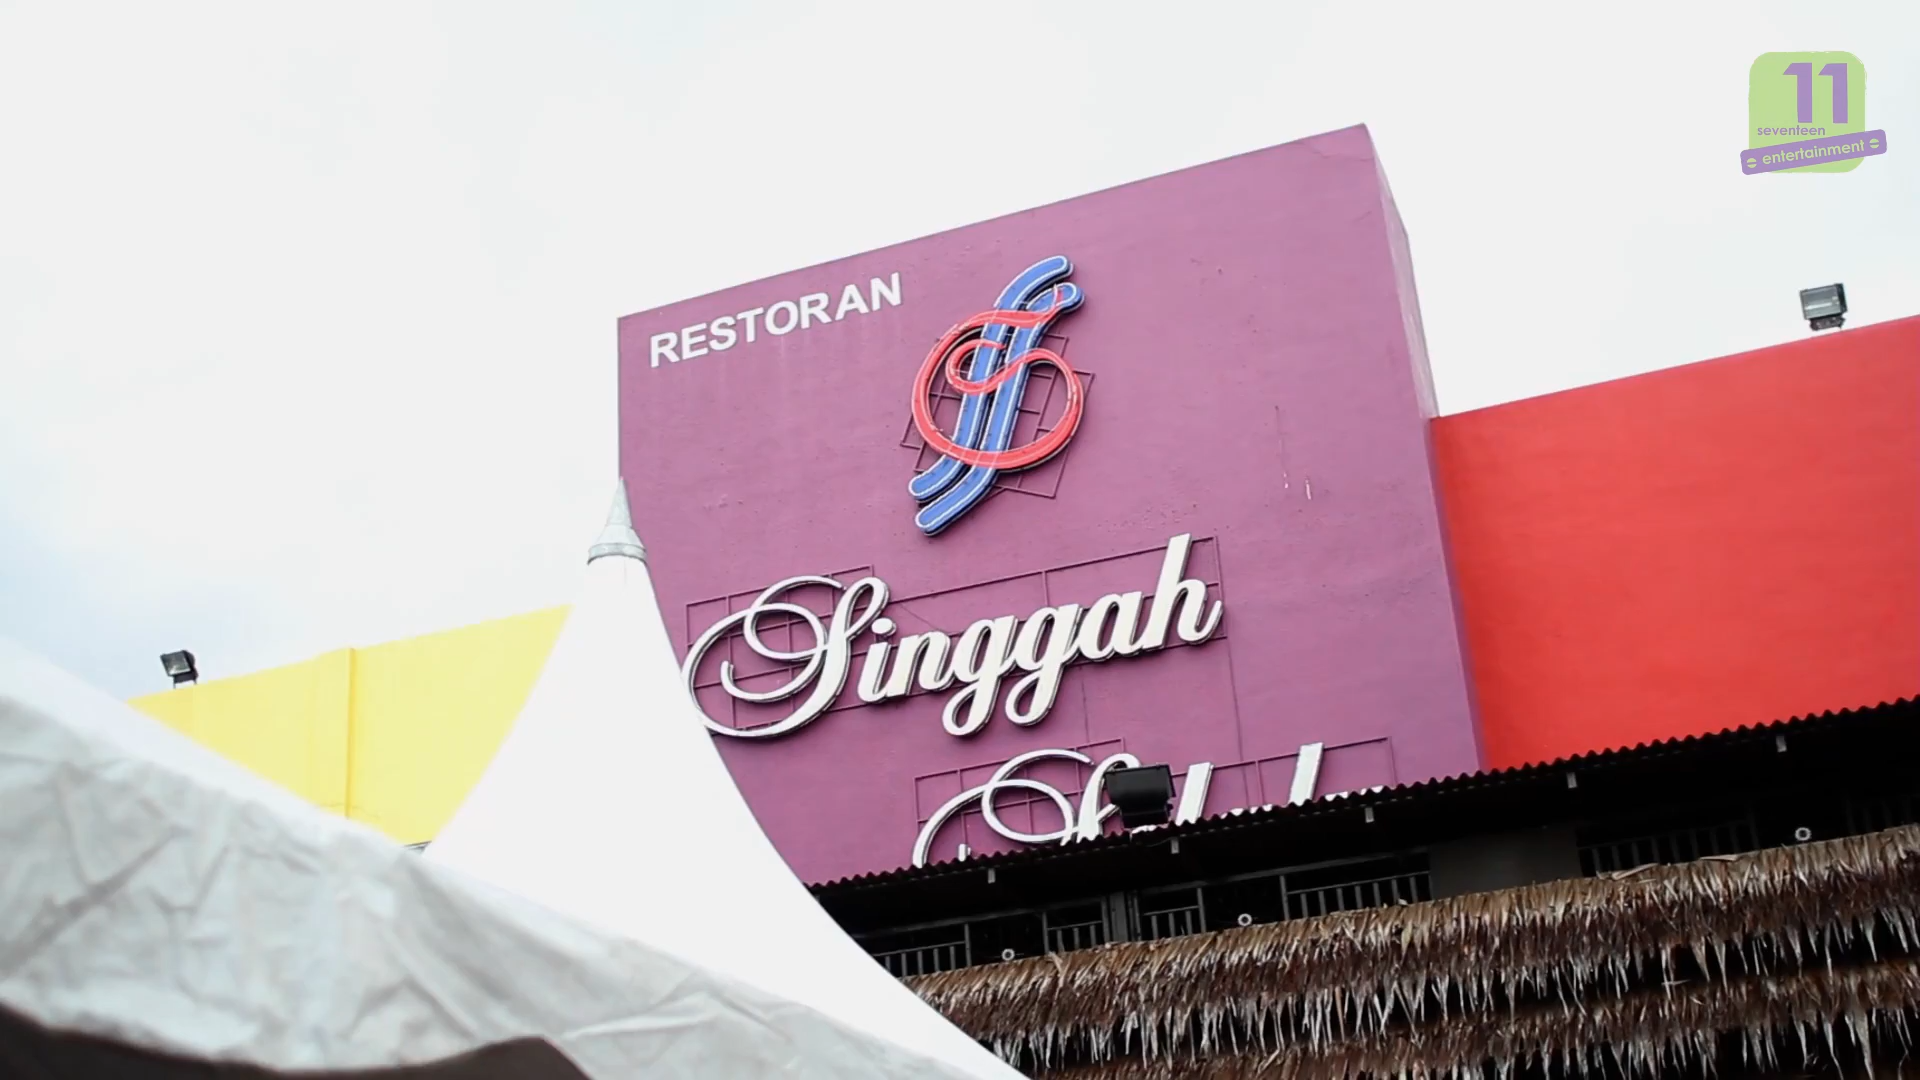 11
seventeen
entertainment
RESTORAN
Singgah